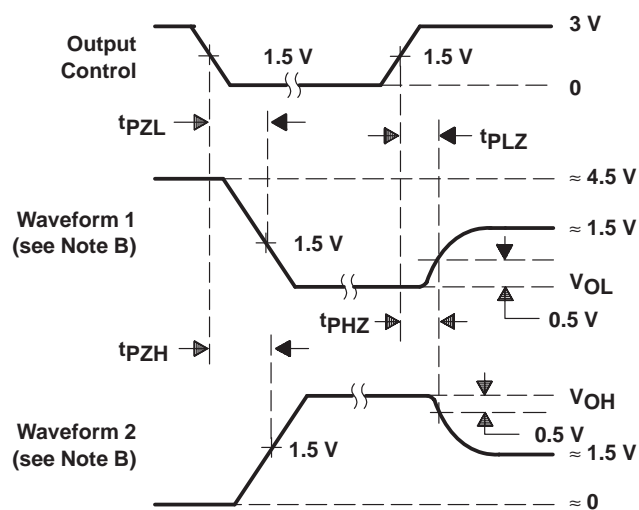 Output
Control
1.5 V
1.5 V
3 V
0
tPZL
tPLZ
Waveform 1
(see Note B)
1.5 V
≈ 4.5 V
≈ 1.5 V
VOL
0.5 V
tPHZ
tPZH
Waveform 2
(see Note B)
1.5 V
VOH
0.5 V
≈ 1.5 V
≈ 0